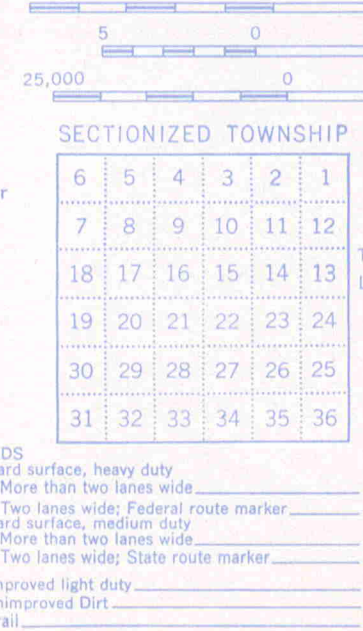 5 0
25,000 0
SECTIONIZED TOWNSHIP
6 5 4 3 2 1
7 8 9 10 11 12
18 17 16 15 14 13
19 20 21 22 23 24
30 29 28 27 26 25
31 32 33 34 35 36
DS
ard surface, heavy duty
More than two lanes wide
Two lanes wide; Federal route marker
ard surface, medium duty
More than two lanes wide
Two lanes wide; State route marker
nproved light duty
nimproved Dirt
ail